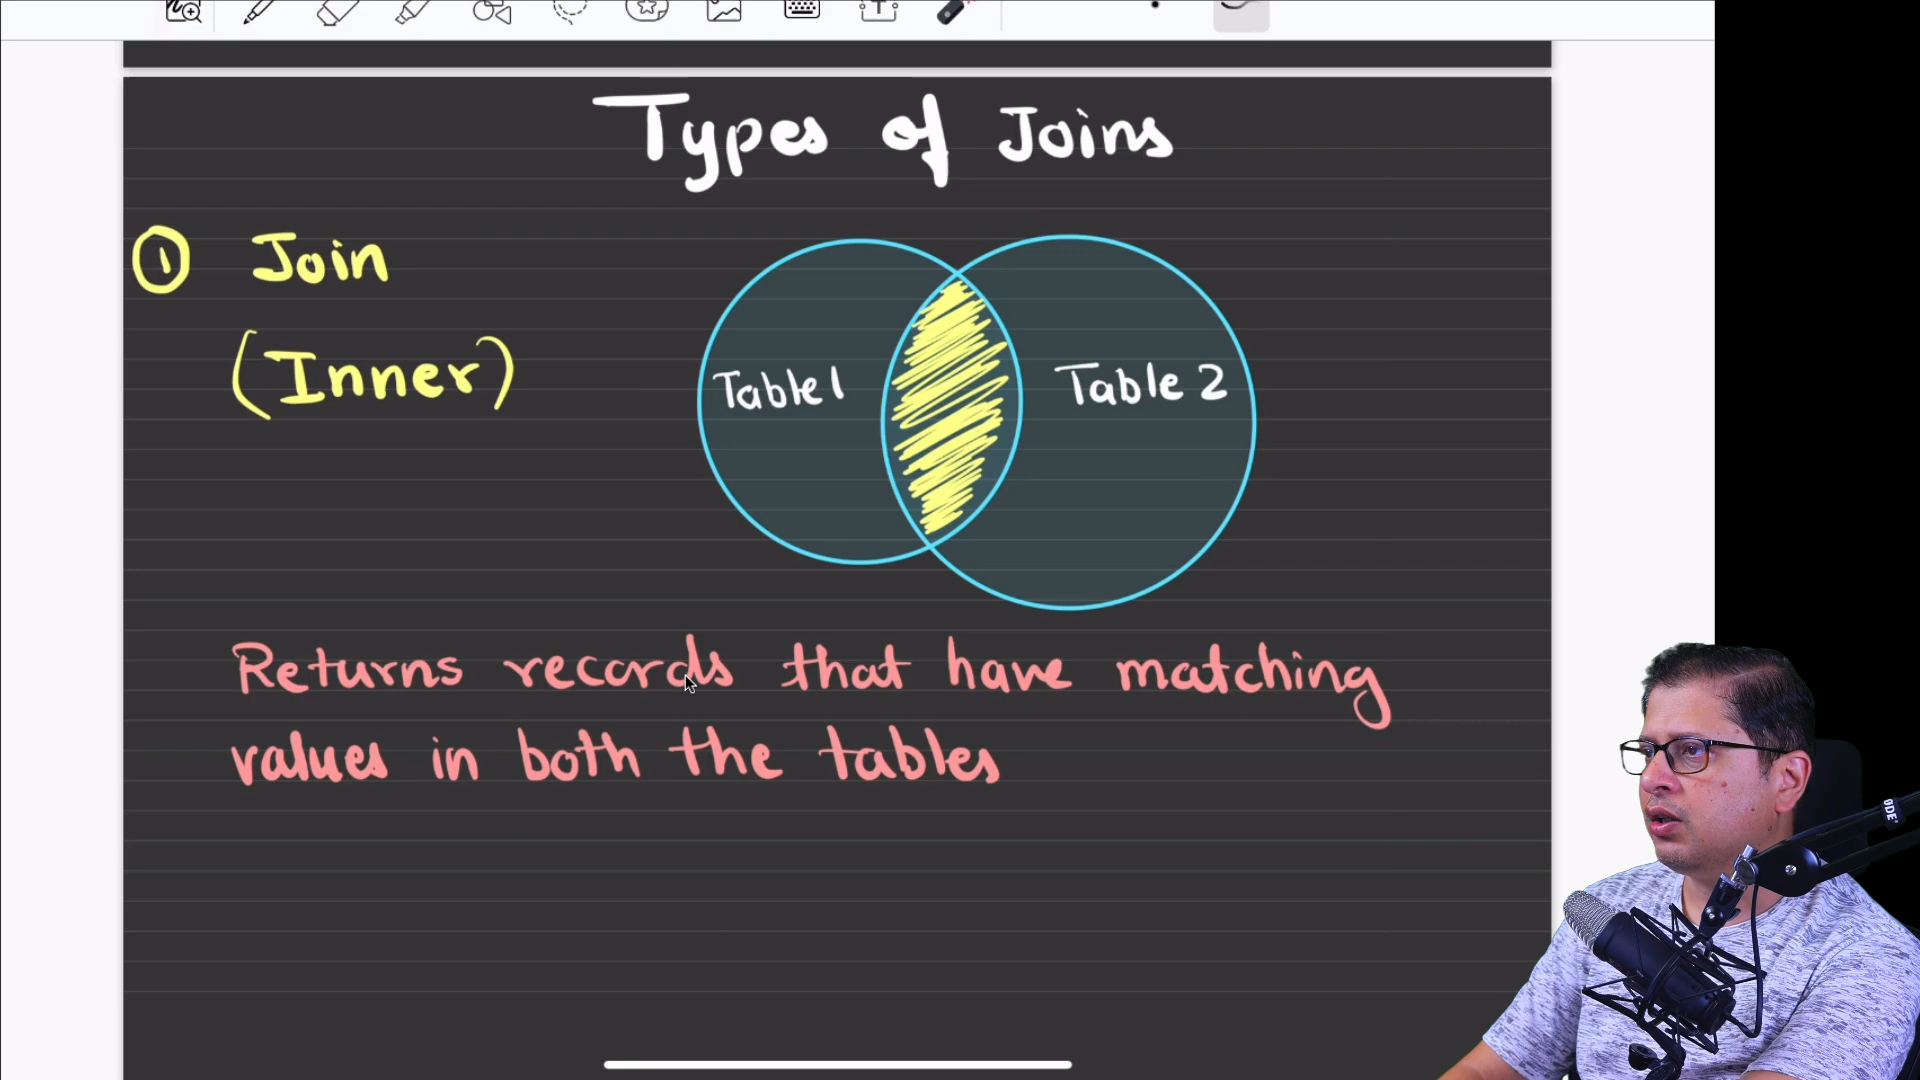 Types of Joins
① Join
(Inner)
Table 1
Table 2
Returns records that have matching
values in both the tables